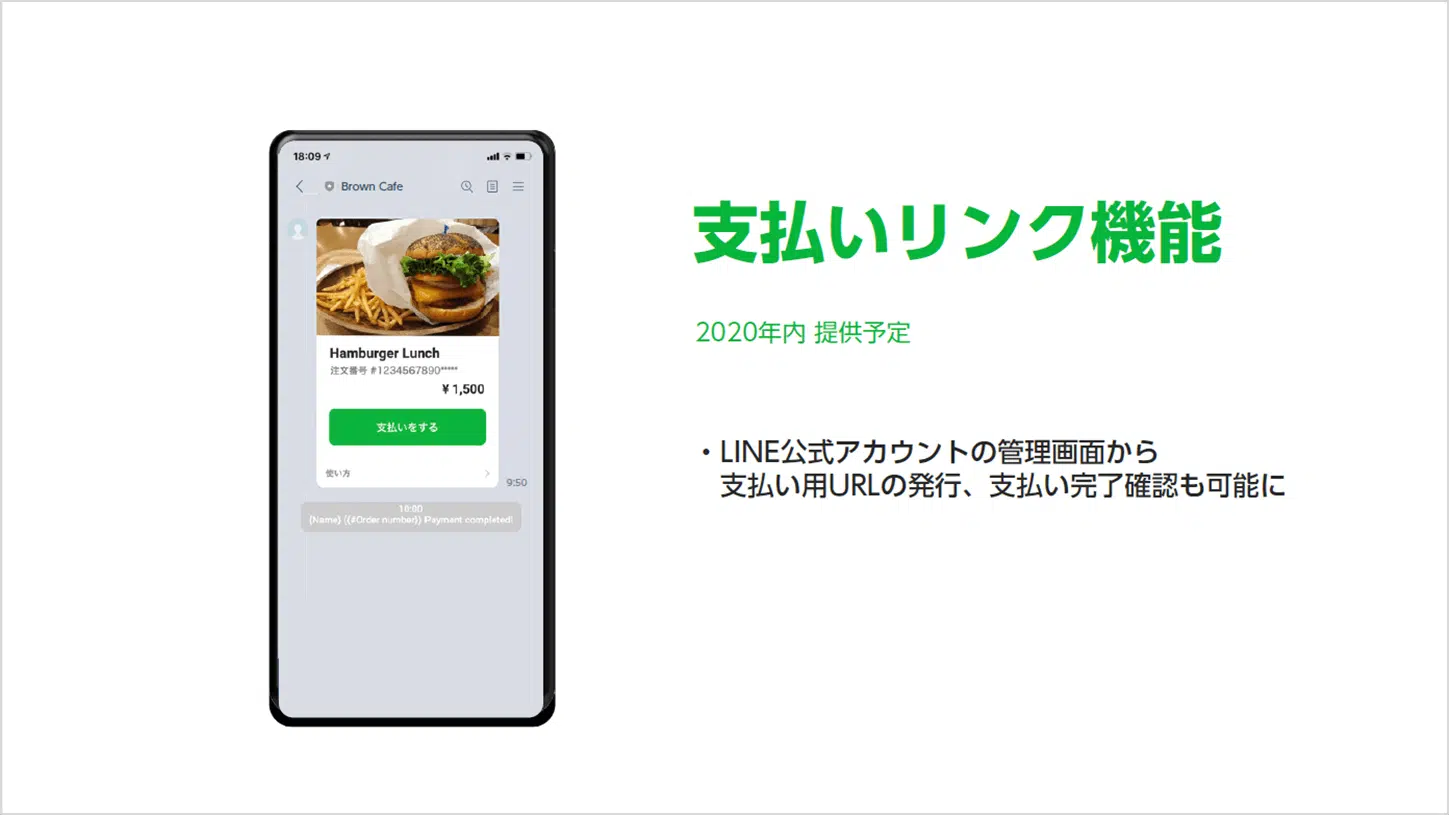 18:09
Brown Cafe
Hamburger Lunch
注文番号 #1234567890*****
¥ 1,500
支払いをする
使い方
9:50
10:00
{Name} ({#Order number}) Payment completed!
支払いリンク機能
2020年内 提供予定
・LINE公式アカウントの管理画面から
支払い用URLの発行、支払い完了確認も可能に